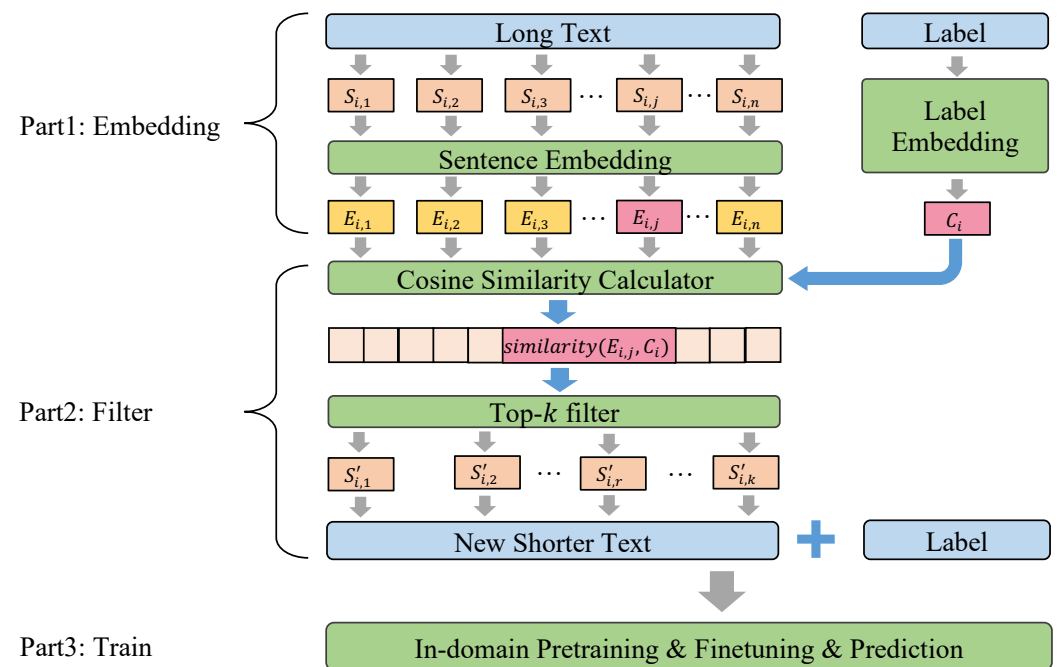 Long Text
Label
S_{i,1} S_{i,2} S_{i,3} ⋯ S_{i,j} ⋯ S_{i,n}
Label
Embedding
Part1: Embedding
Sentence Embedding
E_{i,1} E_{i,2} E_{i,3} ⋯ E_{i,j} ⋯ E_{i,n}
C_i
Cosine Similarity Calculator
similarity(E_{i,j}, C_i)
Part2: Filter
Top-k filter
S'_{i,1} S'_{i,2} ⋯ S'_{i,r} ⋯ S'_{i,k}
New Shorter Text + Label
Part3: Train
In-domain Pretraining & Finetuning & Prediction